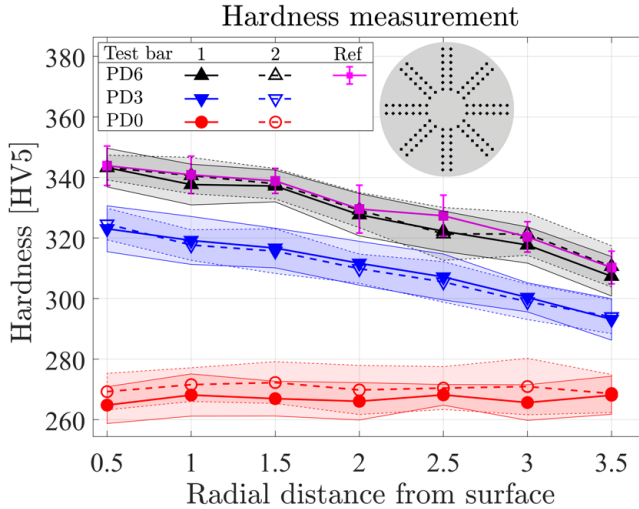 Hardness measurement
Hardness [HV5]
380
360
340
320
300
280
260
Test bar 1 2 Ref
PD6
PD3
PD0
0.5 1 1.5 2 2.5 3 3.5
Radial distance from surface